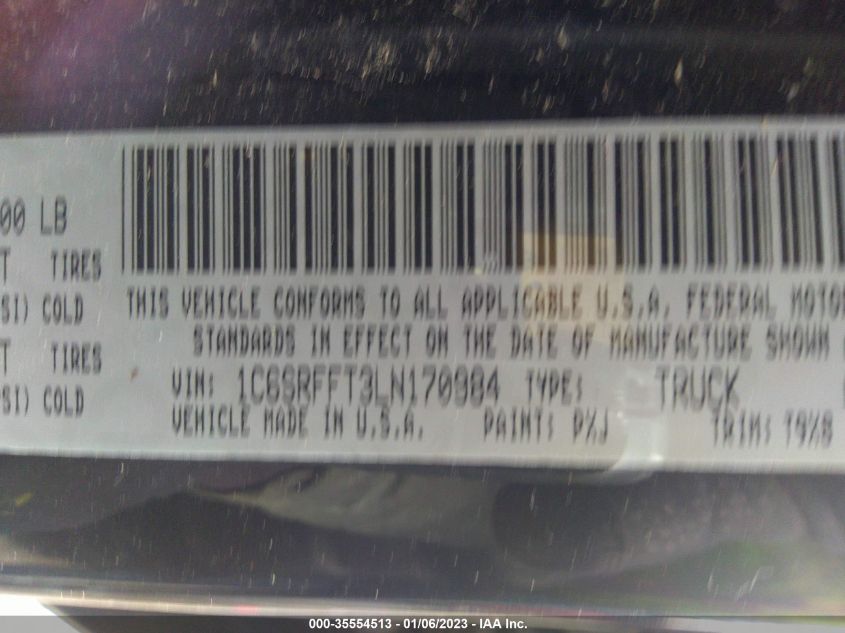 00 LB
T TIRES
SI) COLD
T TIRES
SI) COLD
THIS VEHICLE CONFORMS TO ALL APPLICABLE U.S.A. FEDERAL MOTOR
STANDARDS IN EFFECT ON THE DATE OF MANUFACTURE SHOWN
VIN: 1C6SRFFT3LN170984 TYPE: TRUCK
VEHICLE MADE IN U.S.A. PAINT: PXJ TRIM: T9X8
000-35554513 - 01/06/2023 - IAA Inc.